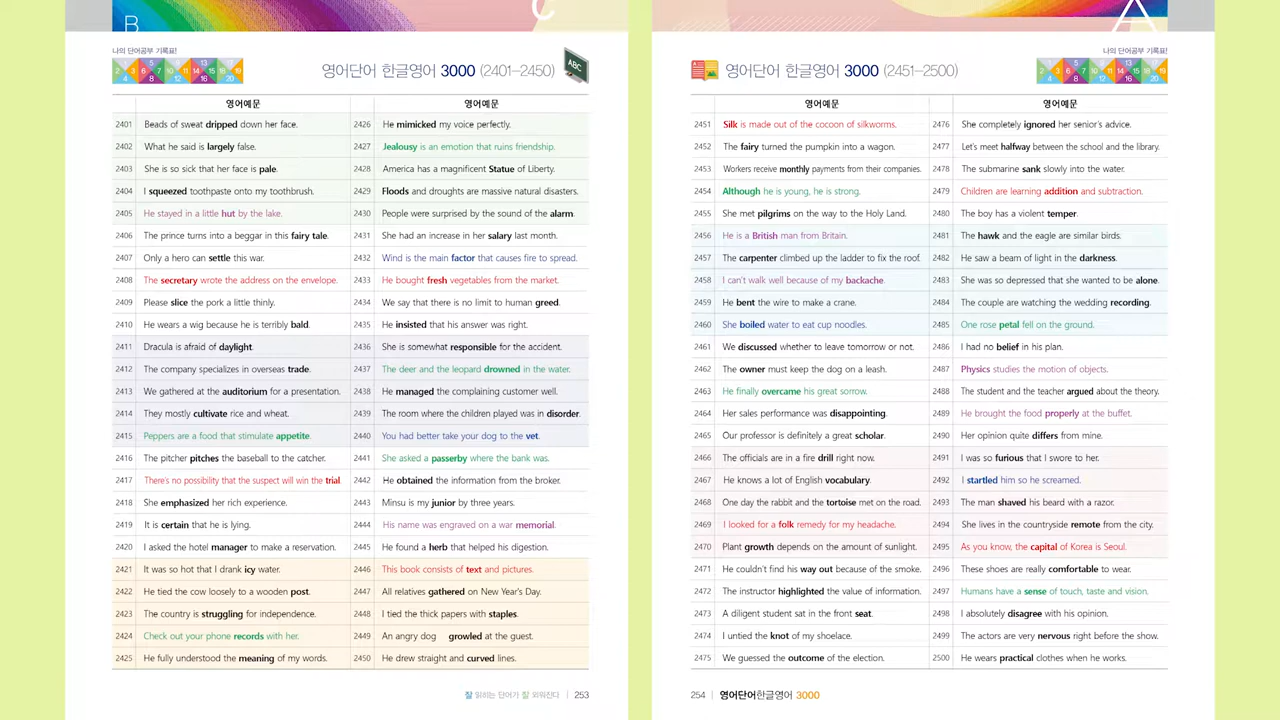 B
C
나의 단어공부 기록표!
영어단어 한글영어 3000 (2401–2450)
ABC
영어예문
2401 Beads of sweat dripped down her face.
2402 What he said is largely false.
2403 She is so sick that her face is pale.
2404 I squeezed toothpaste onto my toothbrush.
2405 He stayed in a little hut by the lake.
2406 The prince turns into a beggar in this fairy tale.
2407 Only a hero can settle this war.
2408 The secretary wrote the address on the envelope.
2409 Please slice the pork a little thinly.
2410 He wears a wig because he is terribly bald.
2411 Dracula is afraid of daylight.
2412 The company specializes in overseas trade.
2413 We gathered at the auditorium for a presentation.
2414 They mostly cultivate rice and wheat.
2415 Peppers are a food that stimulate appetite.
2416 The pitcher pitches the baseball to the catcher.
2417 There's no possibility that the suspect will win the trial
2418 She emphasized her rich experience.
2419 It is certain that he is lying.
2420 I asked the hotel manager to make a reservation.
2421 It was so hot that I drank icy water.
2422 He tied the cow loosely to a wooden post.
2423 The country is struggling for independence.
2424 Check out your phone records with her.
2425 He fully understood the meaning of my words.
영어예문
2426 He mimicked my voice perfectly.
2427 Jealousy is an emotion that ruins friendship.
2428 America has a magnificent Statue of Liberty.
2429 Floods and droughts are massive natural disasters.
2430 People were surprised by the sound of the alarm.
2431 She had an increase in her salary last month.
2432 Wind is the main factor that causes fire to spread.
2433 He bought fresh vegetables from the market.
2434 We say that there is no limit to human greed.
2435 He insisted that his answer was right.
2436 She is somewhat responsible for the accident.
2437 The deer and the leopard drowned in the water.
2438 He managed the complaining customer well.
2439 The room where the children played was in disorder.
2440 You had better take your dog to the vet.
2441 She asked a passerby where the bank was.
2442 He obtained the information from the broker.
2443 Minsu is my junior by three years.
2444 His name was engraved on a war memorial.
2445 He found a herb that helped his digestion.
2446 This book consists of text and pictures.
2447 All relatives gathered on New Year's Day.
2448 I tied the thick papers with staples.
2449 An angry dog growled at the guest.
2450 He drew straight and curved lines.
잘 읽히는 단어가 잘 외워진다 | 253
A
나의 단어공부 기록표!
영어단어 한글영어 3000 (2451–2500)
영어예문
2451 Silk is made out of the cocoon of silkworms.
2452 The fairy turned the pumpkin into a wagon.
2453 Workers receive monthly payments from their companies.
2454 Although he is young, he is strong.
2455 She met pilgrims on the way to the Holy Land.
2456 He is a British man from Britain.
2457 The carpenter climbed up the ladder to fix the roof.
2458 I can't walk well because of my backache.
2459 He bent the wire to make a crane.
2460 She boiled water to eat cup noodles.
2461 We discussed whether to leave tomorrow or not.
2462 The owner must keep the dog on a leash.
2463 He finally overcame his great sorrow.
2464 Her sales performance was disappointing.
2465 Our professor is definitely a great scholar.
2466 The officials are in a fire drill right now.
2467 He knows a lot of English vocabulary.
2468 One day the rabbit and the tortoise met on the road.
2469 I looked for a folk remedy for my headache.
2470 Plant growth depends on the amount of sunlight.
2471 He couldn't find his way out because of the smoke.
2472 The instructor highlighted the value of information.
2473 A diligent student sat in the front seat.
2474 I untied the knot of my shoelace.
2475 We guessed the outcome of the election.
영어예문
2476 She completely ignored her senior's advice.
2477 Let's meet halfway between the school and the library.
2478 The submarine sank slowly into the water.
2479 Children are learning addition and subtraction.
2480 The boy has a violent temper.
2481 The hawk and the eagle are similar birds.
2482 He saw a beam of light in the darkness.
2483 She was so depressed that she wanted to be alone.
2484 The couple are watching the wedding recording.
2485 One rose petal fell on the ground.
2486 I had no belief in his plan.
2487 Physics studies the motion of objects.
2488 The student and the teacher argued about the theory.
2489 He brought the food properly at the buffet.
2490 Her opinion quite differs from mine.
2491 I was so furious that I swore to her.
2492 I startled him so he screamed.
2493 The man shaved his beard with a razor.
2494 She lives in the countryside remote from the city.
2495 As you know, the capital of Korea is Seoul.
2496 These shoes are really comfortable to wear.
2497 Humans have a sense of touch, taste and vision.
2498 I absolutely disagree with his opinion.
2499 The actors are very nervous right before the show.
2500 He wears practical clothes when he works.
254 | 영어단어한글영어 3000